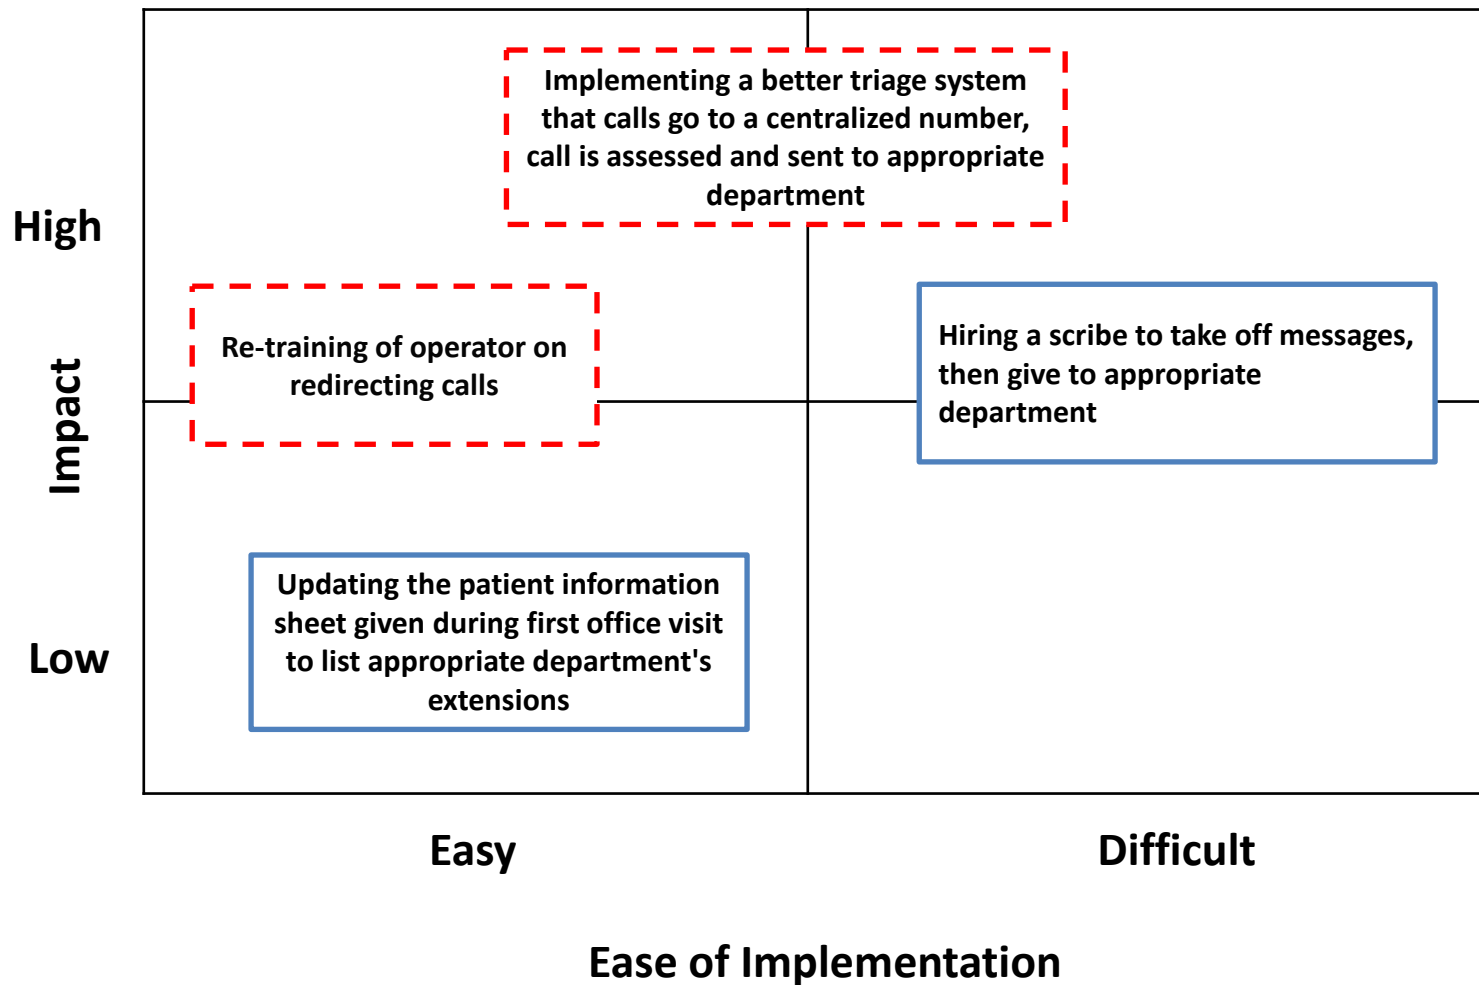 Implementing a better triage system
that calls go to a centralized number,
call is assessed and sent to appropriate
department
High
Re-training of operator on
redirecting calls
Hiring a scribe to take off messages,
then give to appropriate
department
Impact
Updating the patient information
sheet given during first office visit
to list appropriate department's
extensions
Low
Easy
Difficult
Ease of Implementation